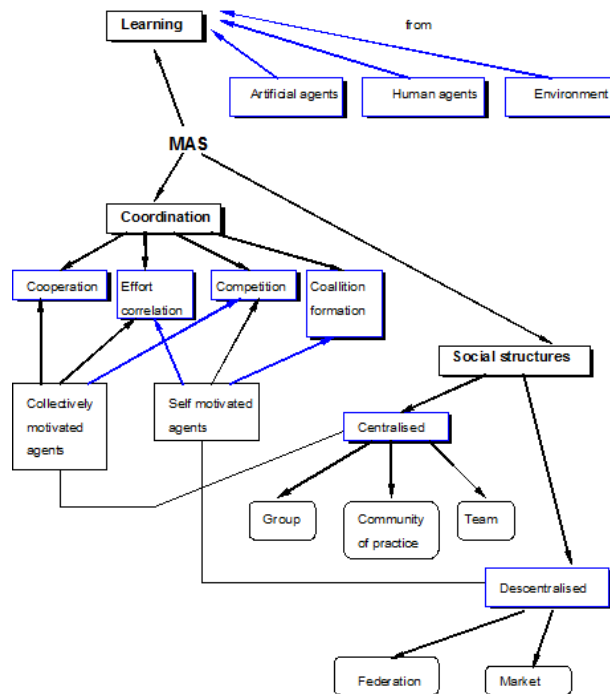 Learning
from
Artificial agents
Human agents
Environment
MAS
Coordination
Cooperation
Effort
correlation
Competition
Coallition
formation
Social structures
Collectively
motivated
agents
Self motivated
agents
Centralised
Group
Community
of practice
Team
Descentralised
Federation
Market